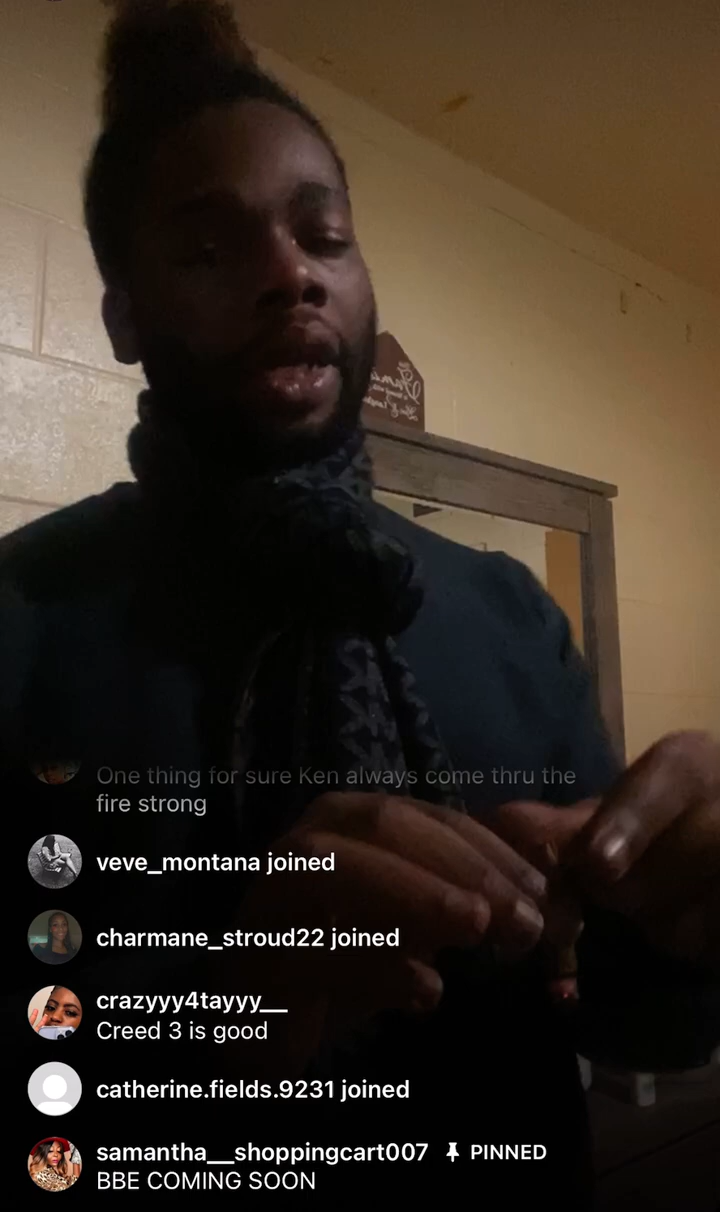 One thing for sure Ken always come thru the
fire strong
veve_montana joined
charmane_stroud22 joined
crazyyy4tayyy__
Creed 3 is good
catherine.fields.9231 joined
samantha__shoppingcart007 PINNED
BBE COMING SOON